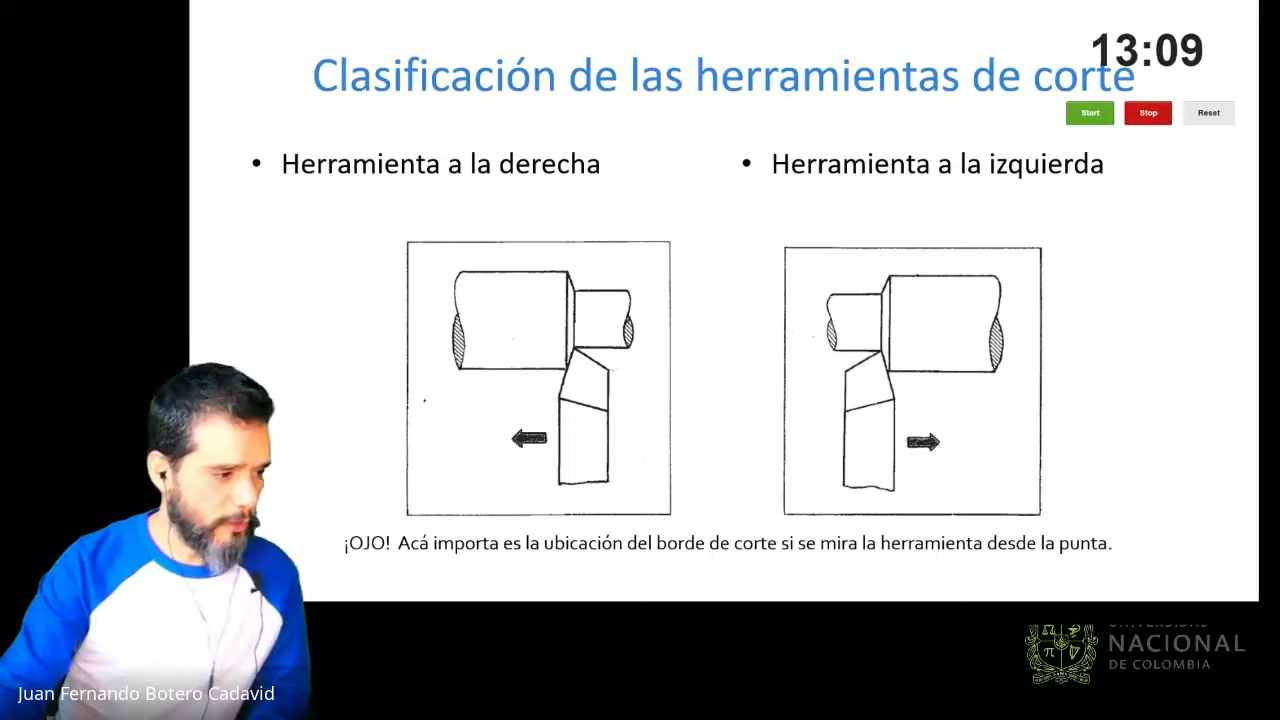 13:09
Clasificación de las herramientas de corte
Start Stop Reset
• Herramienta a la derecha
• Herramienta a la izquierda
¡OJO! Acá importa es la ubicación del borde de corte si se mira la herramienta desde la punta.
UNIVERSIDAD
NACIONAL
DE COLOMBIA
Juan Fernando Botero Cadavid